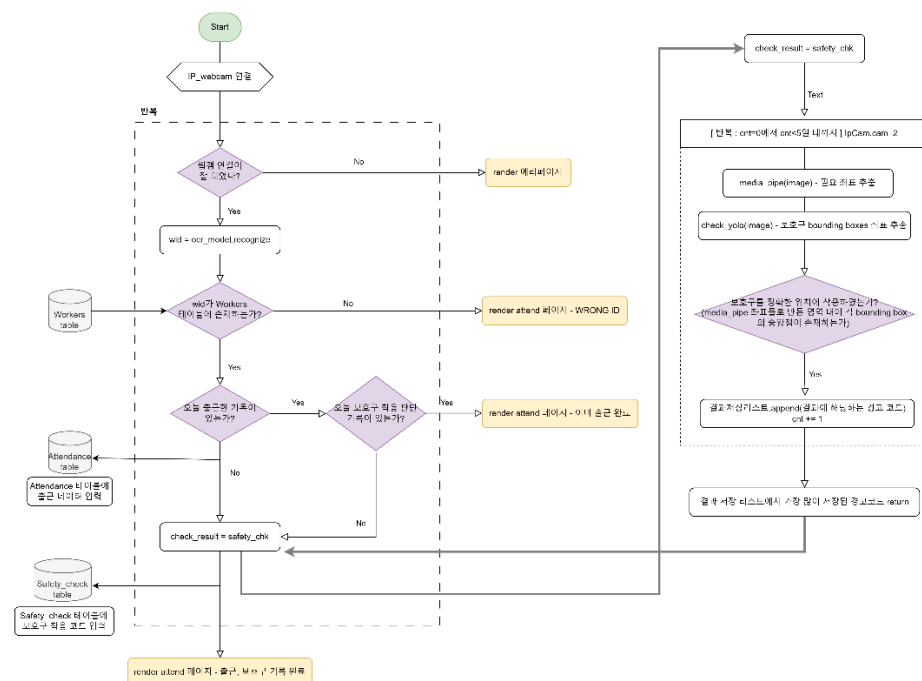 Start
IP_webcam 연결
반복
웹캠 연결이
잘 되었나?
No
render 에러페이지
Yes
wid = ocr_model.recognize
Workers
table
wid가 Workers
테이블에 존재하는가?
No
render attend 페이지 - WRONG ID
Yes
오늘 출근한 기록이
있는가?
Yes
오늘 보호구 착용 판단
기록이 있는가?
Yes
render attend 페이지 - 이미 출근 완료
Attendance
table
Attendance 테이블에
출근 데이터 입력
No
No
check_result = safety_chk
Safety_check
table
Safety_check 테이블에
보호구 착용 코드 입력
render attend 페이지 - 출근, 보호구 기록 완료
check_result = safety_chk
Text
[ 반복 : cnt=0에서 cnt<5일 때까지 ] IpCam.cam_2
media_pipe(image) - 필요 좌표 추출
check_yolo(image) - 보호구 bounding boxes 좌표 추출
보호구를 정확한 위치에 착용하였는가?
(media_pipe 좌표들로 만든 영역 내에 각 bounding box
의 중앙점이 존재하는가)
Yes
결과저장리스트.append(결과에 해당하는 경고 코드)
cnt += 1
결과 저장 리스트에서 가장 많이 저장된 경고코드 return